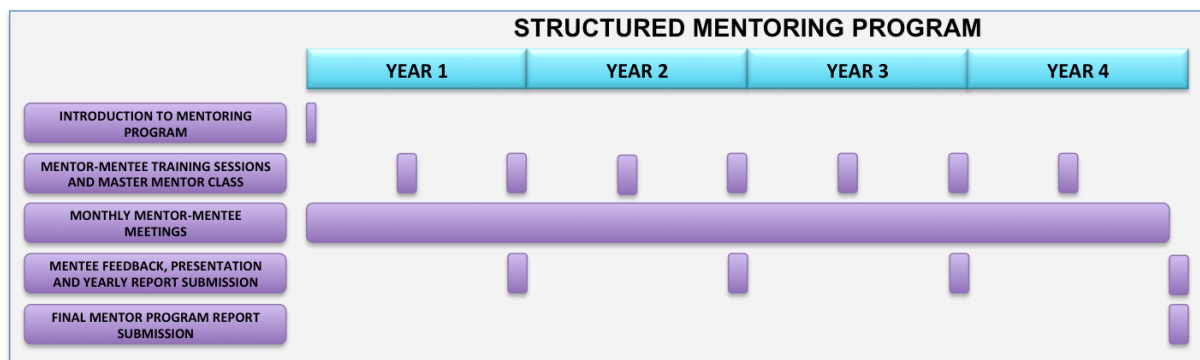 STRUCTURED MENTORING PROGRAM
YEAR 1 YEAR 2 YEAR 3 YEAR 4
INTRODUCTION TO MENTORING
PROGRAM
MENTOR-MENTEE TRAINING SESSIONS
AND MASTER MENTOR CLASS
MONTHLY MENTOR-MENTEE
MEETINGS
MENTEE FEEDBACK, PRESENTATION
AND YEARLY REPORT SUBMISSION
FINAL MENTOR PROGRAM REPORT
SUBMISSION